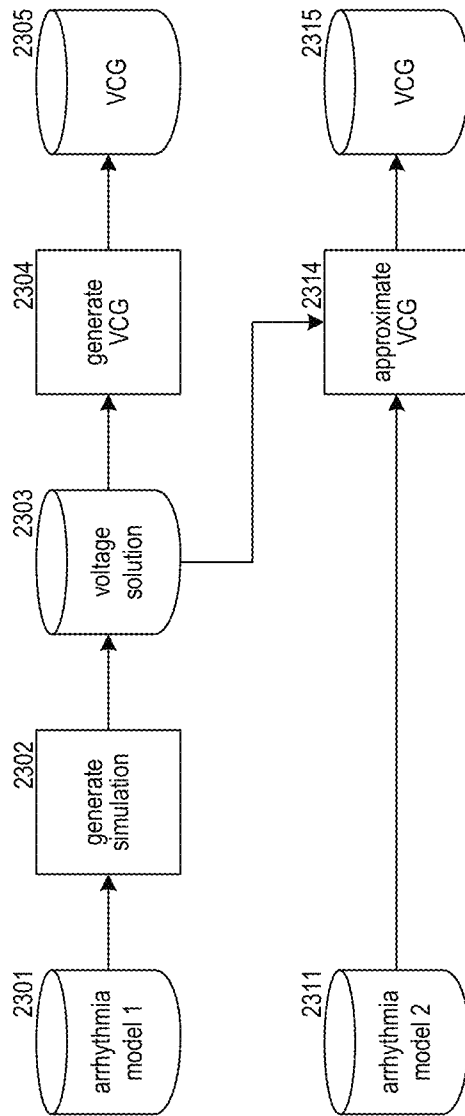 2301
arrhythmia
model 1
2302
generate
simulation
2303
voltage
solution
2304
generate
VCG
2305
VCG
2311
arrhythmia
model 2
2314
approximate
VCG
2315
VCG